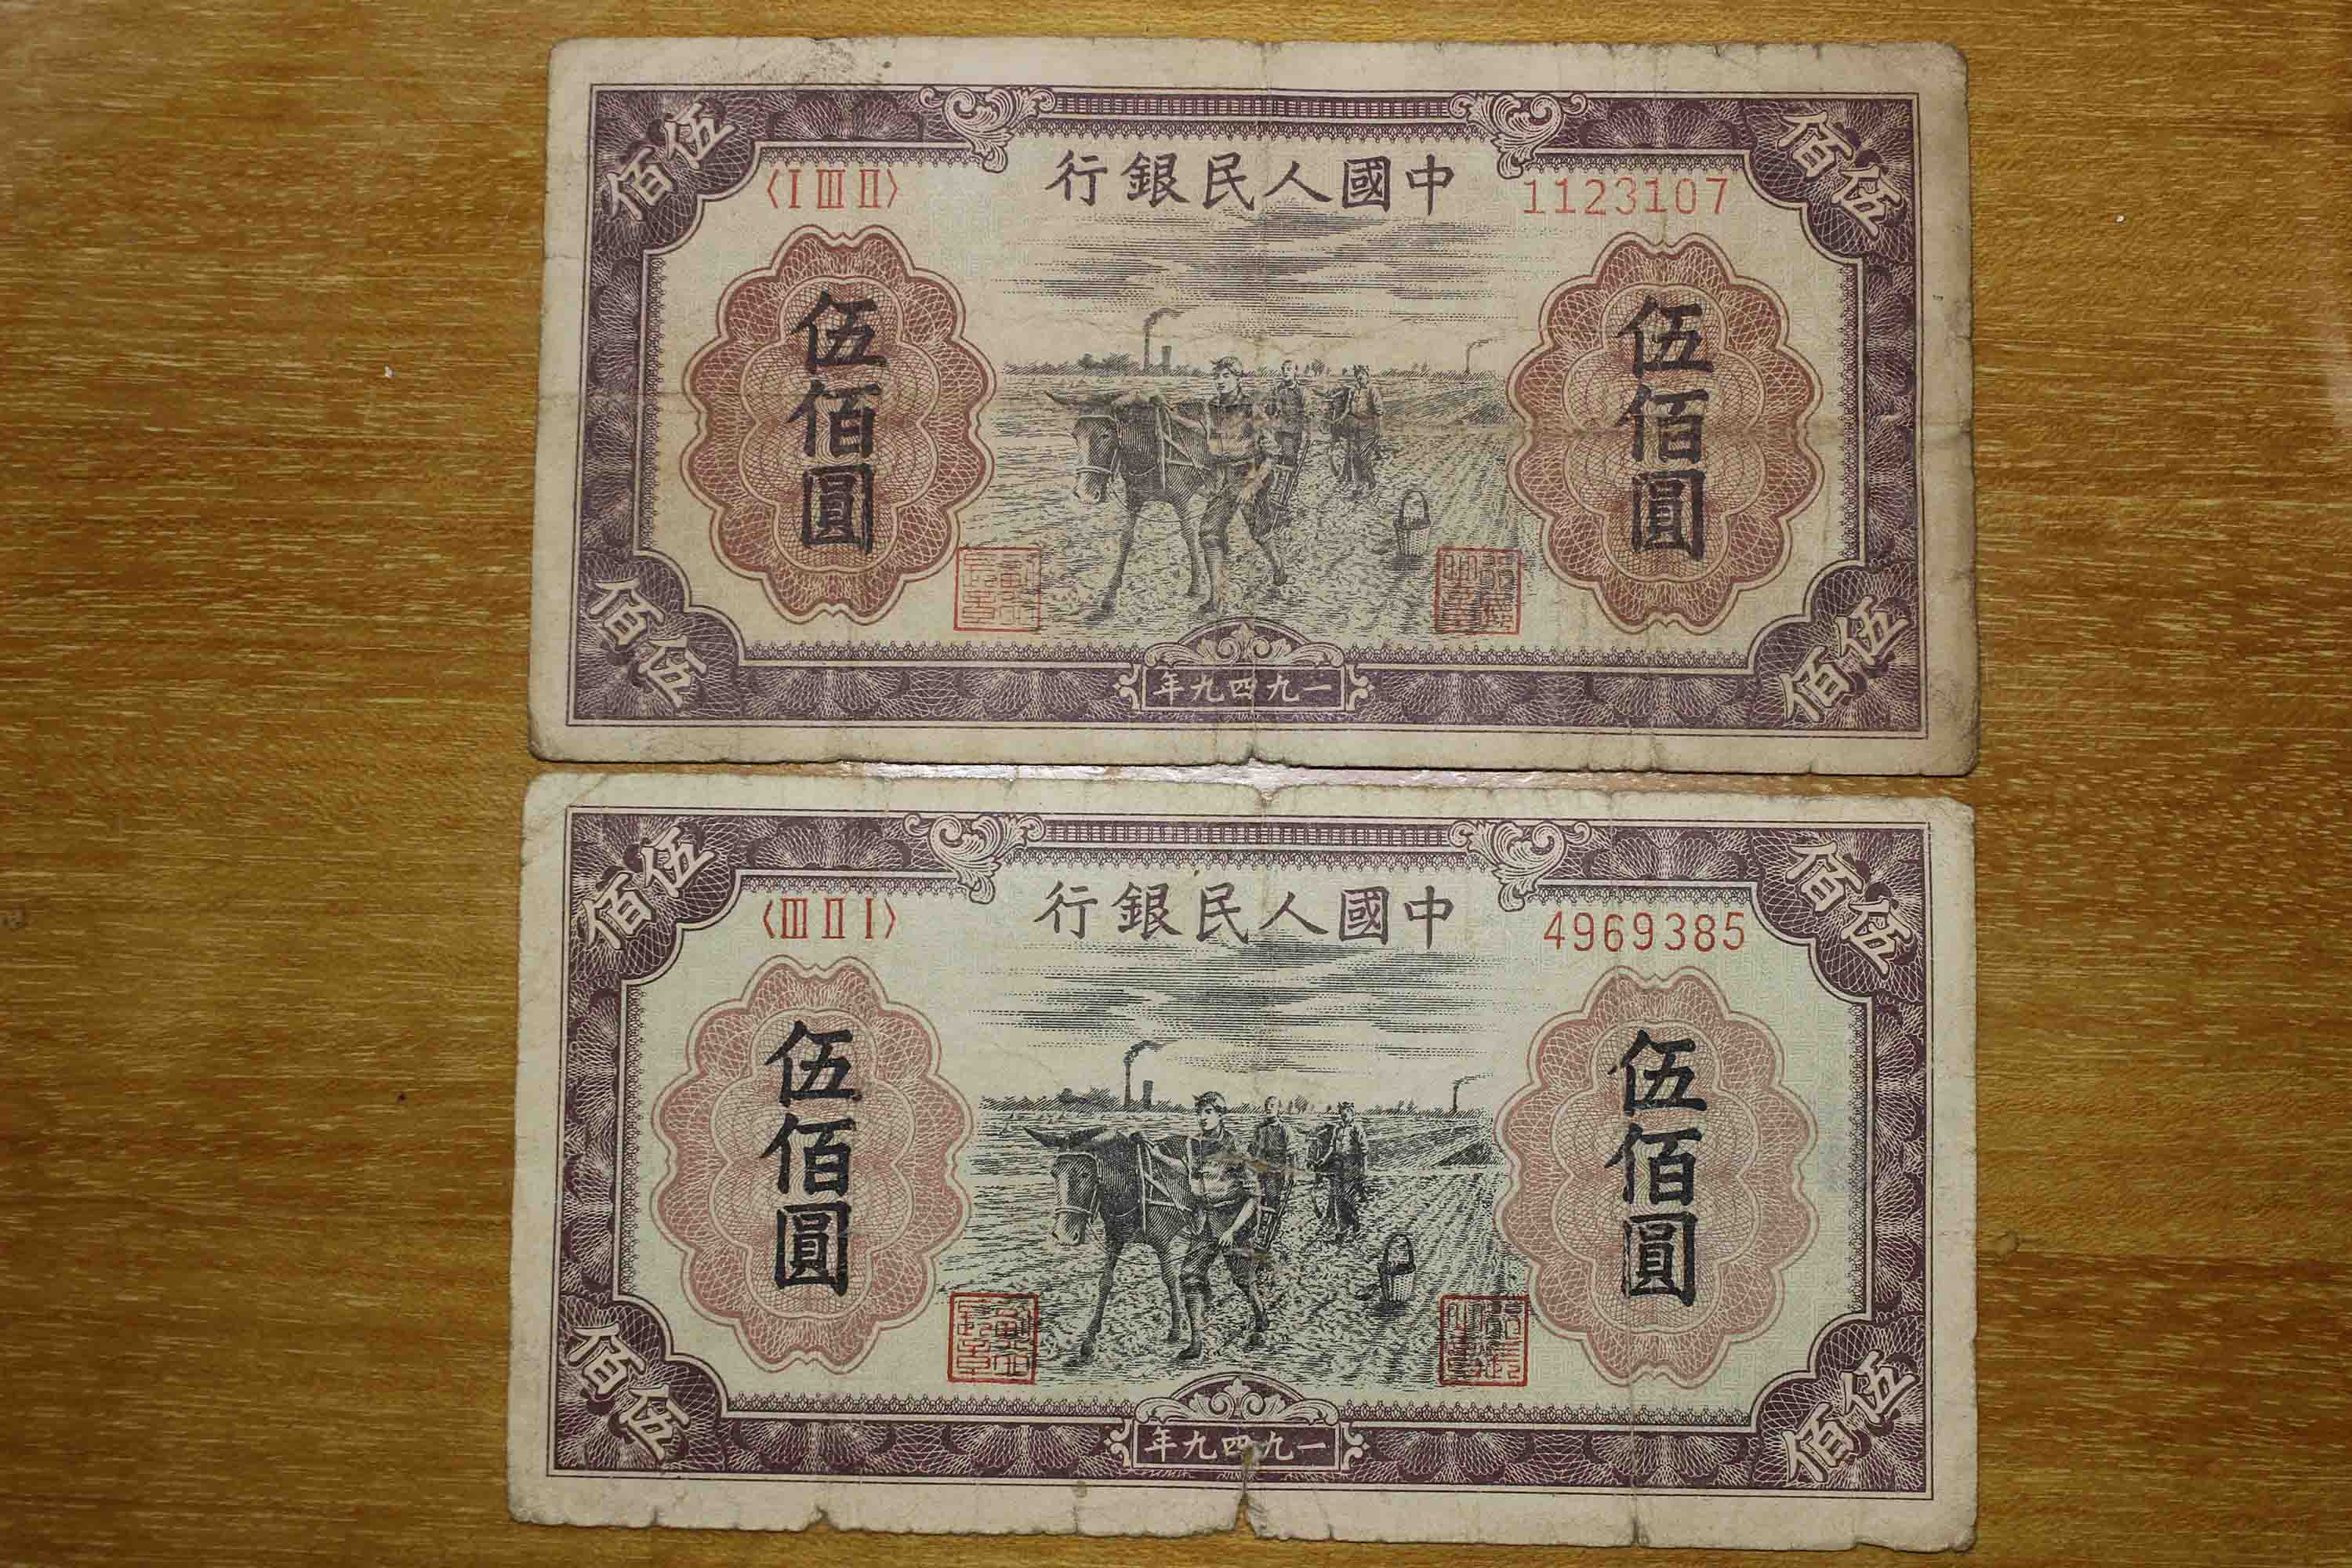 伍佰
中國人民銀行
伍佰
〈I III II〉
1123107
伍佰圓
伍佰圓
伍佰
一九四九年
伍佰
伍佰
中國人民銀行
伍佰
〈III II I〉
4969385
伍佰圓
伍佰圓
伍佰
一九四九年
伍佰